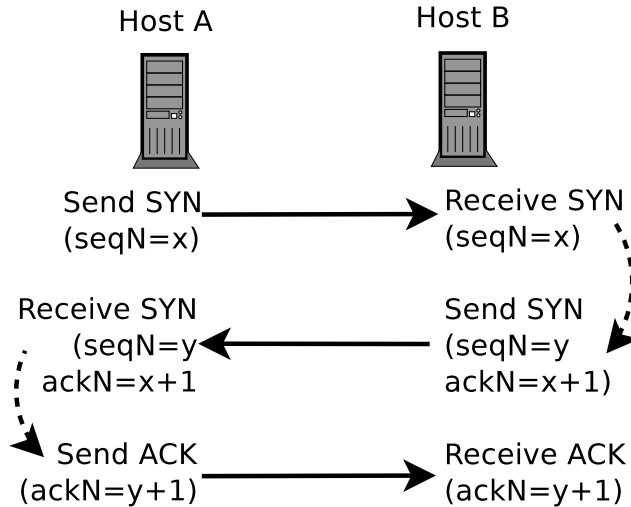 Host A
Host B
Send SYN
(seqN=x)
Receive SYN
(seqN=x)
Receive SYN
(seqN=y
ackN=x+1
Send SYN
(seqN=y
ackN=x+1)
Send ACK
(ackN=y+1)
Receive ACK
(ackN=y+1)